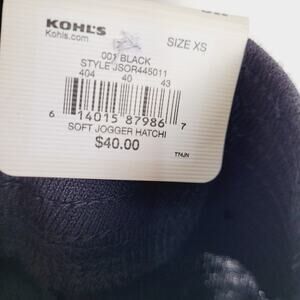 KOHL'S
Kohls.com
SIZE XS
001 BLACK
STYLE JSOR445011
404 40 43
6 14015 87986 7
SOFT JOGGER HATCHI
$40.00
T74JN